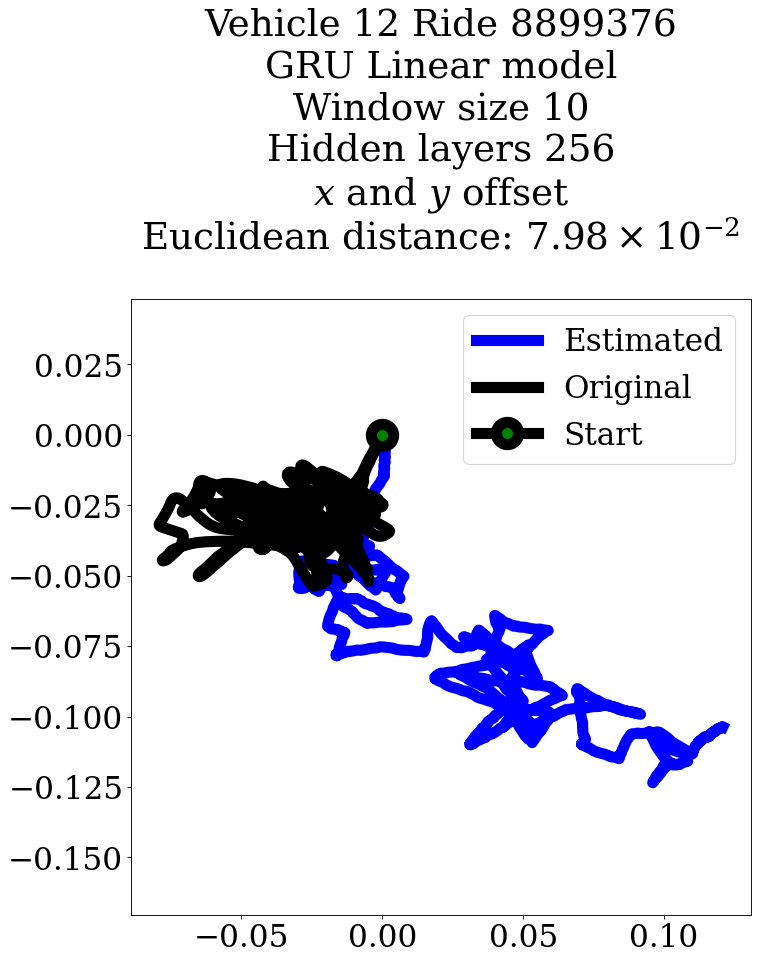 Vehicle 12 Ride 8899376
GRU Linear model
Window size 10
Hidden layers 256
x and y offset
Euclidean distance: 7.98 × 10⁻²
Estimated
Original
Start
0.025
0.000
−0.025
−0.050
−0.075
−0.100
−0.125
−0.150
−0.05 0.00 0.05 0.10